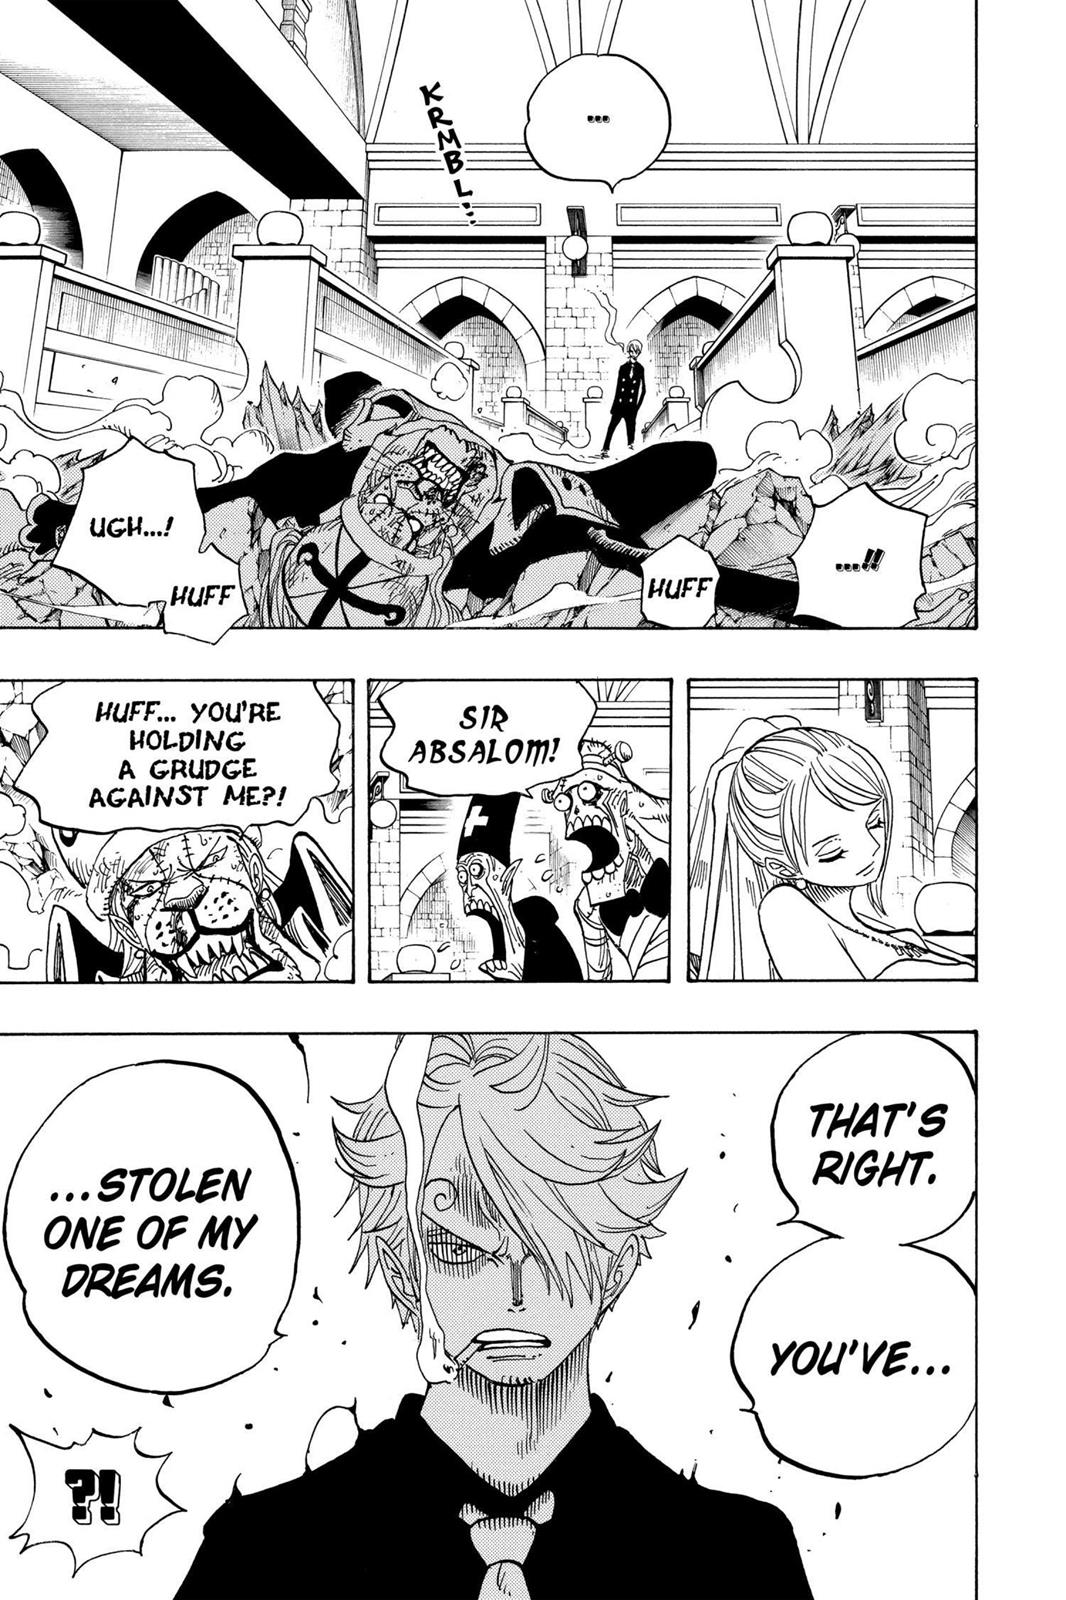 ...
KRMBL...
....!!
HUFF
UGH...!
HUFF
SIR
ABSALOM!
HUFF... YOU'RE
HOLDING
A GRUDGE
AGAINST ME?!
THAT'S
RIGHT.
YOU'VE...
...STOLEN
ONE OF MY
DREAMS.
?!